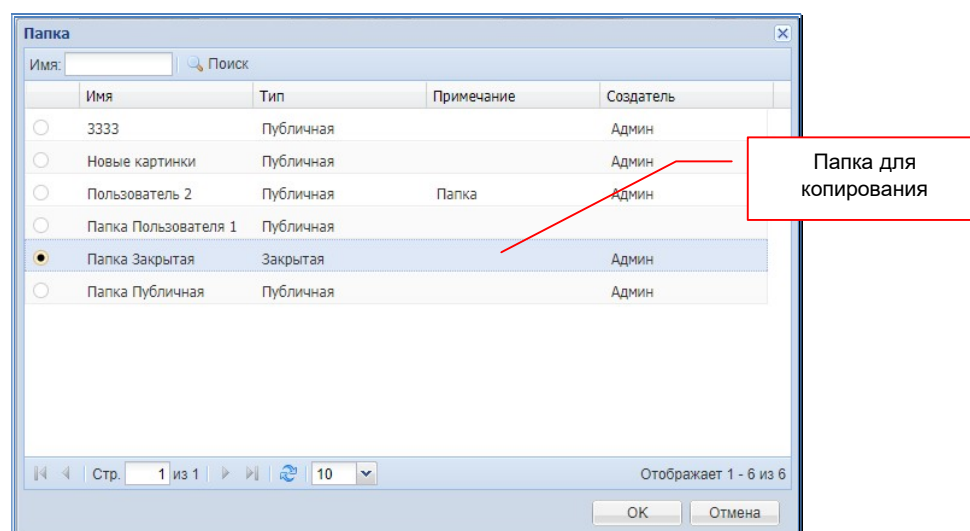 Папка
Имя: Поиск
Имя Тип Примечание Создатель
3333 Публичная Админ
Новые картинки Публичная Админ
Пользователь 2 Публичная Папка Админ
Папка Пользователя 1 Публичная
Папка Закрытая Закрытая Админ
Папка Публичная Публичная Админ
Папка для
копирования
Стр. 1 из 1 10 Отображает 1 - 6 из 6
OK Отмена